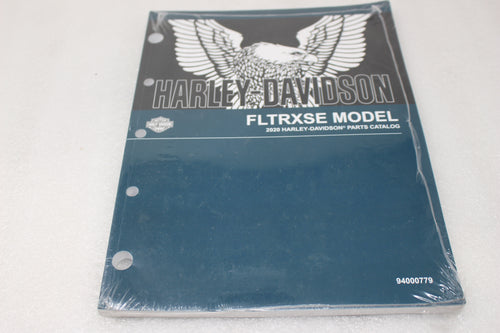 HARLEY-DAVIDSON
FLTRXSE MODEL
2020 HARLEY-DAVIDSON® PARTS CATALOG
94000779